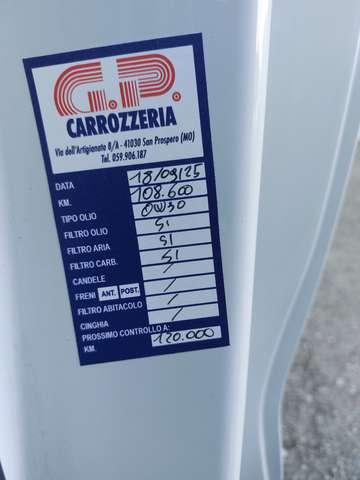 G.P.
CARROZZERIA
Via dell'Artigianato 8/A - 41030 San Prospero (MO)
Tel. 059.906.187
DATA 18/09/25
KM. 108.600
TIPO OLIO 0W30
FILTRO OLIO SI
FILTRO ARIA SI
FILTRO CARB. SI
CANDELE /
FRENI ANT. POST. /
FILTRO ABITACOLO /
CINGHIA /
PROSSIMO CONTROLLO A:
KM. 120.000